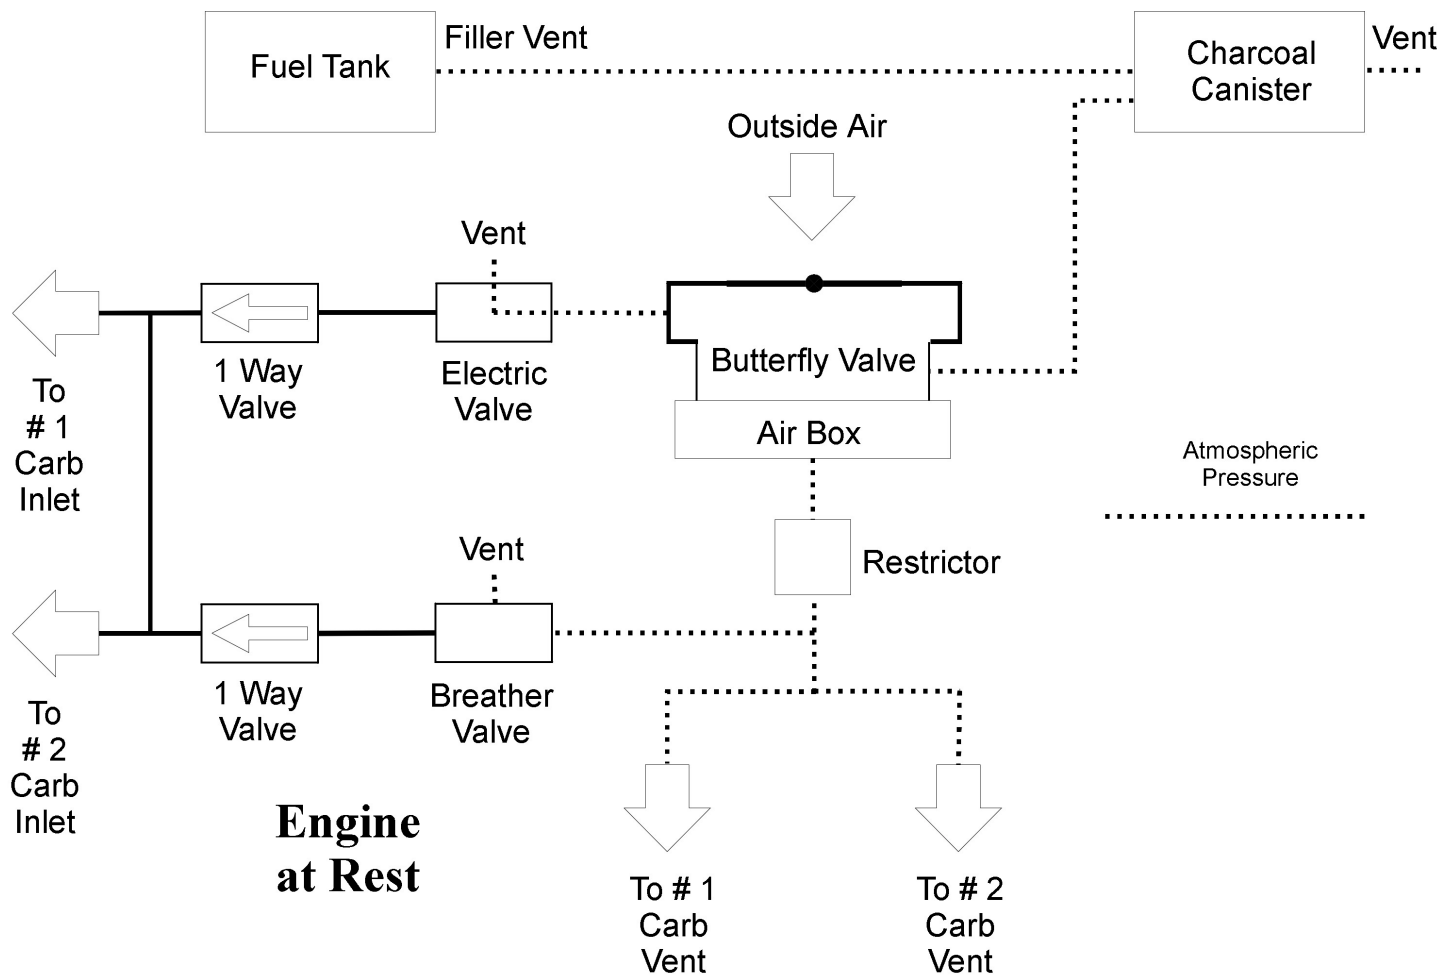 Fuel Tank
Filler Vent
Charcoal
Canister
Vent
Outside Air
Vent
1 Way
Valve
Electric
Valve
Butterfly Valve
Air Box
To
# 1
Carb
Inlet
Atmospheric
Pressure
Vent
Restrictor
1 Way
Valve
Breather
Valve
To
# 2
Carb
Inlet
Engine
at Rest
To # 1
Carb
Vent
To # 2
Carb
Vent